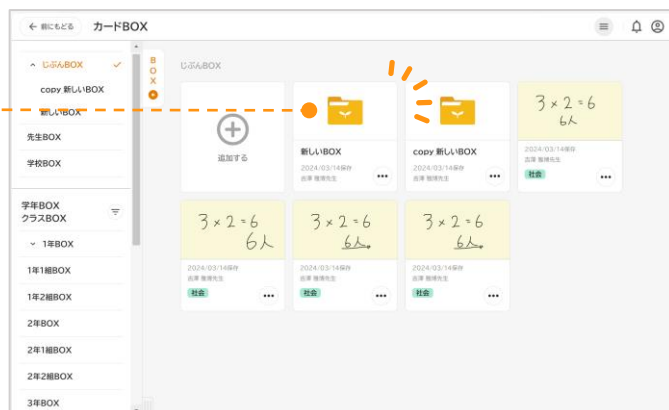 ← 前にもどる
カードBOX
じぶんBOX
copy 新しいBOX
新しいBOX
先生BOX
学校BOX
学年BOX
クラスBOX
1年BOX
1年1組BOX
1年2組BOX
2年BOX
2年1組BOX
2年2組BOX
3年BOX
BOX
じぶんBOX
追加する
新しいBOX
2024/03/14保存
copy 新しいBOX
2024/03/14保存
3×2=6
6人
2024/03/14保存
社会
3×2=6
6人
2024/03/14保存
社会
3×2=6
6人
2024/03/14保存
社会
3×2=6
6人
2024/03/14保存
社会